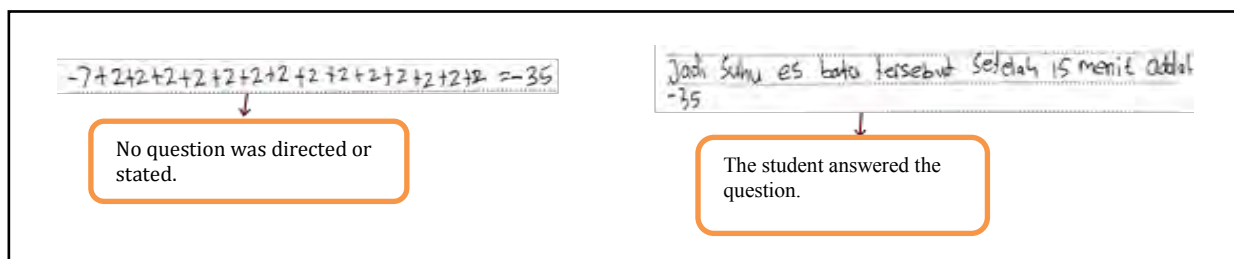 -7+2+2+2+2+2+2+2+2+2+2+2+2+2+2 =-35
No question was directed or
stated.
Jadi Suhu es batu tersebut Setelah 15 menit adalah
-35
The student answered the
question.